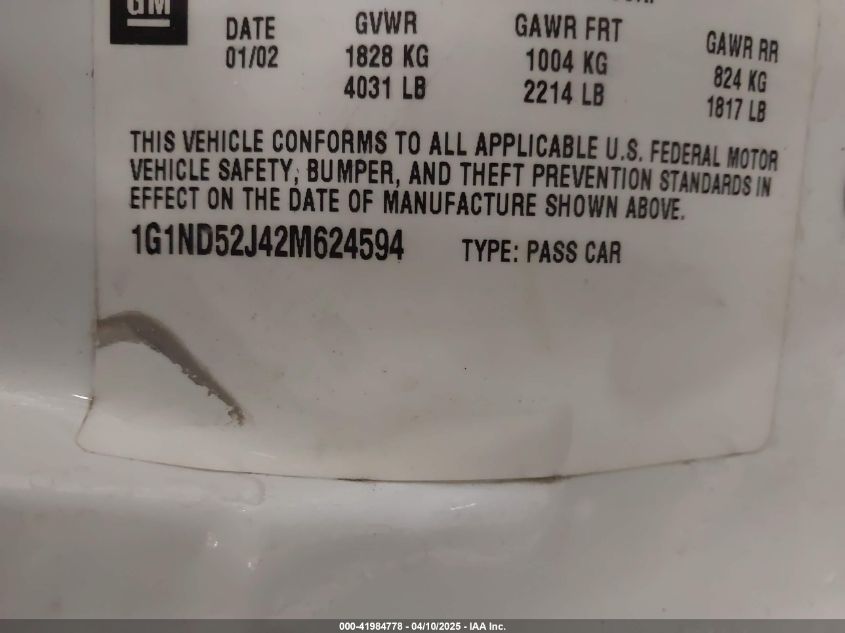 GM
DATE GVWR GAWR FRT GAWR RR
01/02 1828 KG 1004 KG 824 KG
4031 LB 2214 LB 1817 LB
THIS VEHICLE CONFORMS TO ALL APPLICABLE U.S. FEDERAL MOTOR
VEHICLE SAFETY, BUMPER, AND THEFT PREVENTION STANDARDS IN
EFFECT ON THE DATE OF MANUFACTURE SHOWN ABOVE.
1G1ND52J42M624594 TYPE: PASS CAR
000-41984778 - 04/10/2025 - IAA Inc.